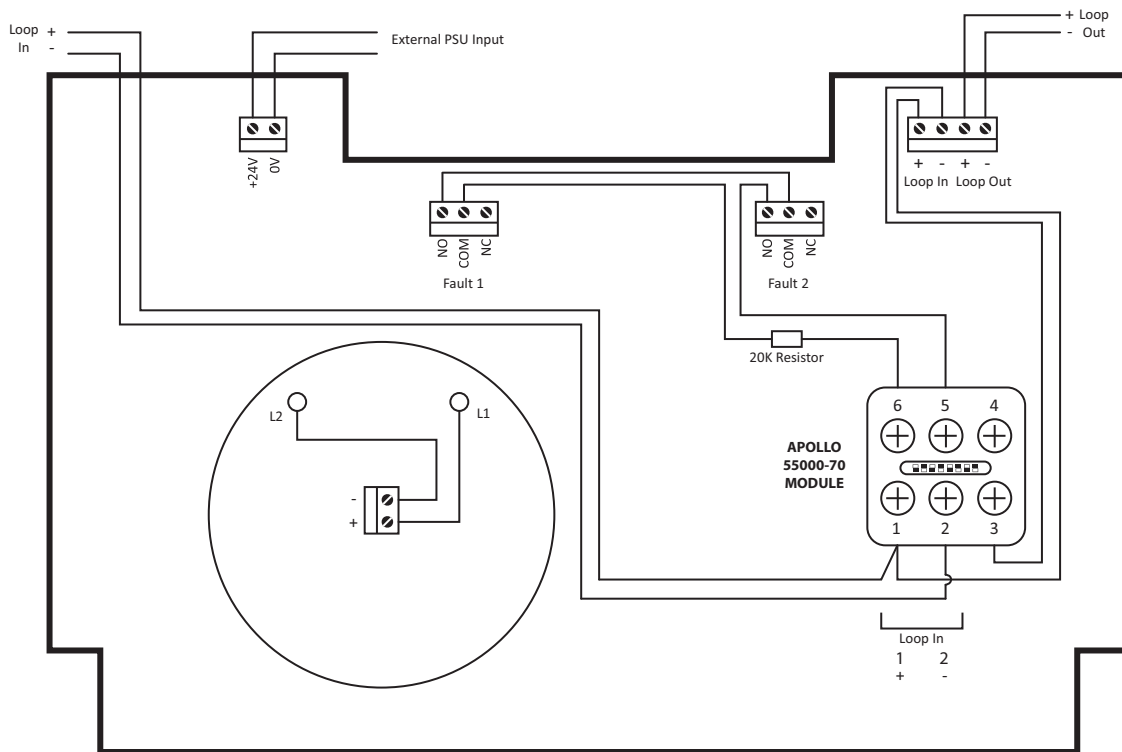 Loop +
In -
External PSU Input
+ Loop
- Out
+24V
0V
+ - + -
Loop In Loop Out
NO
COM
NC
Fault 1
NO
COM
NC
Fault 2
20K Resistor
L2
L1
-
+
APOLLO
55000-70
MODULE
6 5 4
1 2 3
Loop In
1 2
+ -